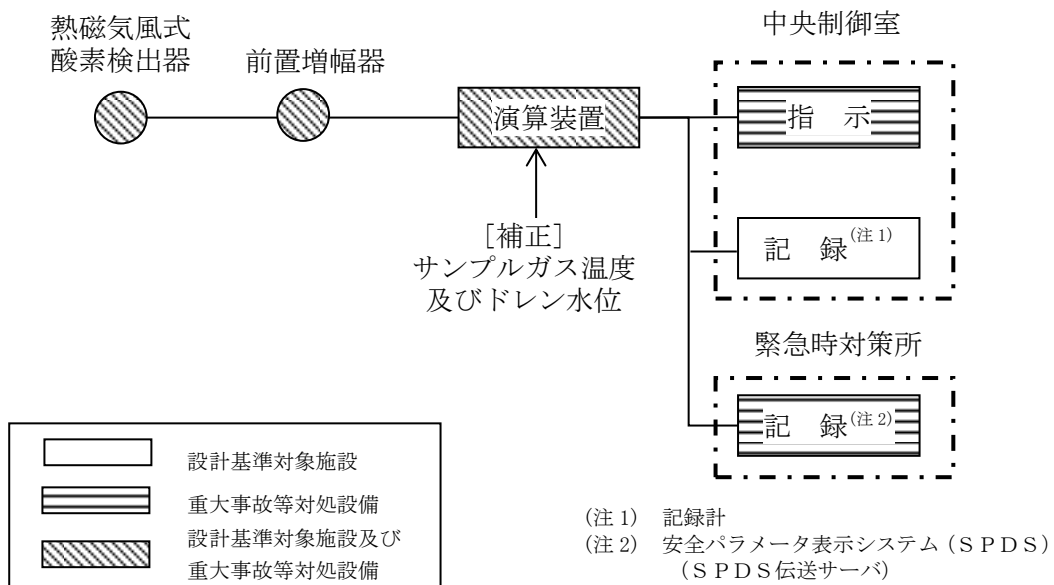 熱磁気風式
酸素検出器
前置増幅器
演算装置
[補正]
サンプルガス温度
及びドレン水位
中央制御室
指　示
記　録(注1)
緊急時対策所
記　録(注2)
設計基準対象施設
重大事故等対処設備
設計基準対象施設及び
重大事故等対処設備
(注1)　記録計
(注2)　安全パラメータ表示システム（ＳＰＤＳ）
（ＳＰＤＳ伝送サーバ）